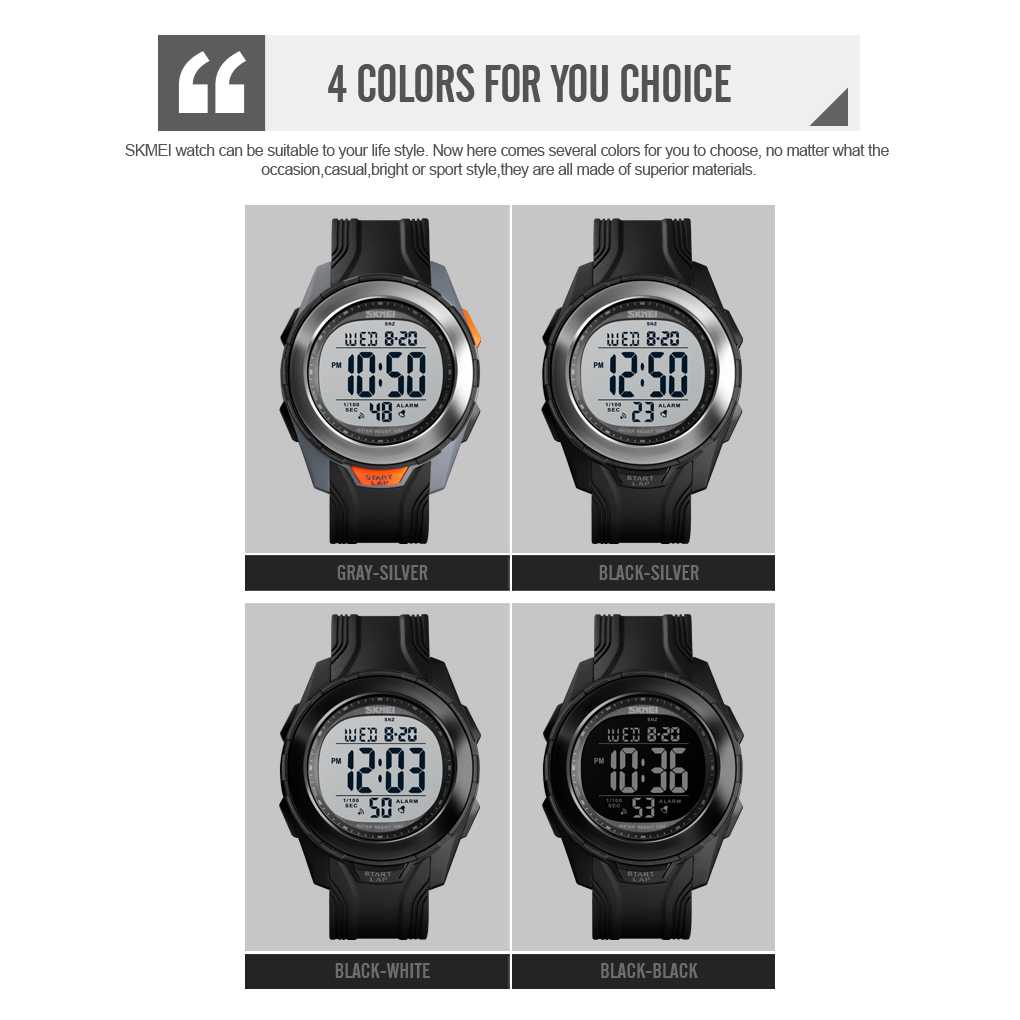 4 COLORS FOR YOU CHOICE
SKMEI watch can be suitable to your life style. Now here comes several colors for you to choose, no matter what the
occasion,casual,bright or sport style,they are all made of superior materials.
SKMEI
SNZ
WED 8-20
PM 10:50
1/100 SEC 48 ALARM
START
LAP
GRAY-SILVER
SKMEI
SNZ
WED 8-20
PM 12:50
1/100 SEC 23 ALARM
START
LAP
BLACK-SILVER
SKMEI
SNZ
WED 8-20
PM 12:03
1/100 SEC 50 ALARM
START
LAP
BLACK-WHITE
SKMEI
SNZ
WED 8-20
PM 10:36
1/100 SEC 53 ALARM
START
LAP
BLACK-BLACK